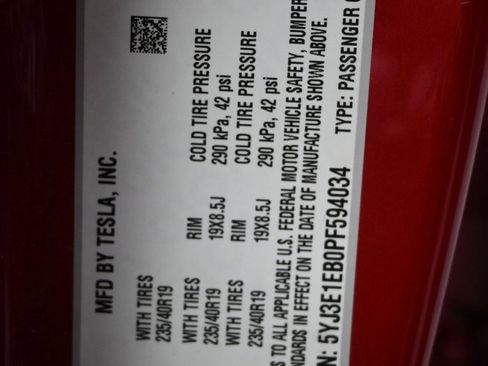 MFD BY TESLA, INC.
WITH TIRES RIM COLD TIRE PRESSURE
235/40R19 19X8.5J 290 kPa, 42 psi
WITH TIRES RIM COLD TIRE PRESSURE
235/40R19 19X8.5J 290 kPa, 42 psi
WITH TIRES
235/40R19
S TO ALL APPLICABLE U.S. FEDERAL MOTOR VEHICLE SAFETY, BUMPER
NDARDS IN EFFECT ON THE DATE OF MANUFACTURE SHOWN ABOVE.
N: 5YJ3E1EB0PF594034 TYPE: PASSENGER